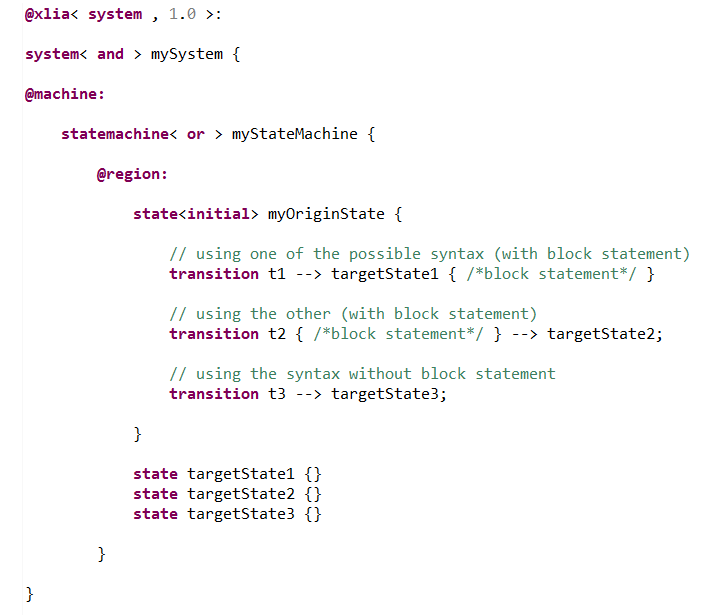 @xlia< system , 1.0 >:
system< and > mySystem {
@machine:
statemachine< or > myStateMachine {
@region:
state<initial> myOriginState {
// using one of the possible syntax (with block statement)
transition t1 --> targetState1 { /*block statement*/ }
// using the other (with block statement)
transition t2 { /*block statement*/ } --> targetState2;
// using the syntax without block statement
transition t3 --> targetState3;
}
state targetState1 {}
state targetState2 {}
state targetState3 {}
}
}